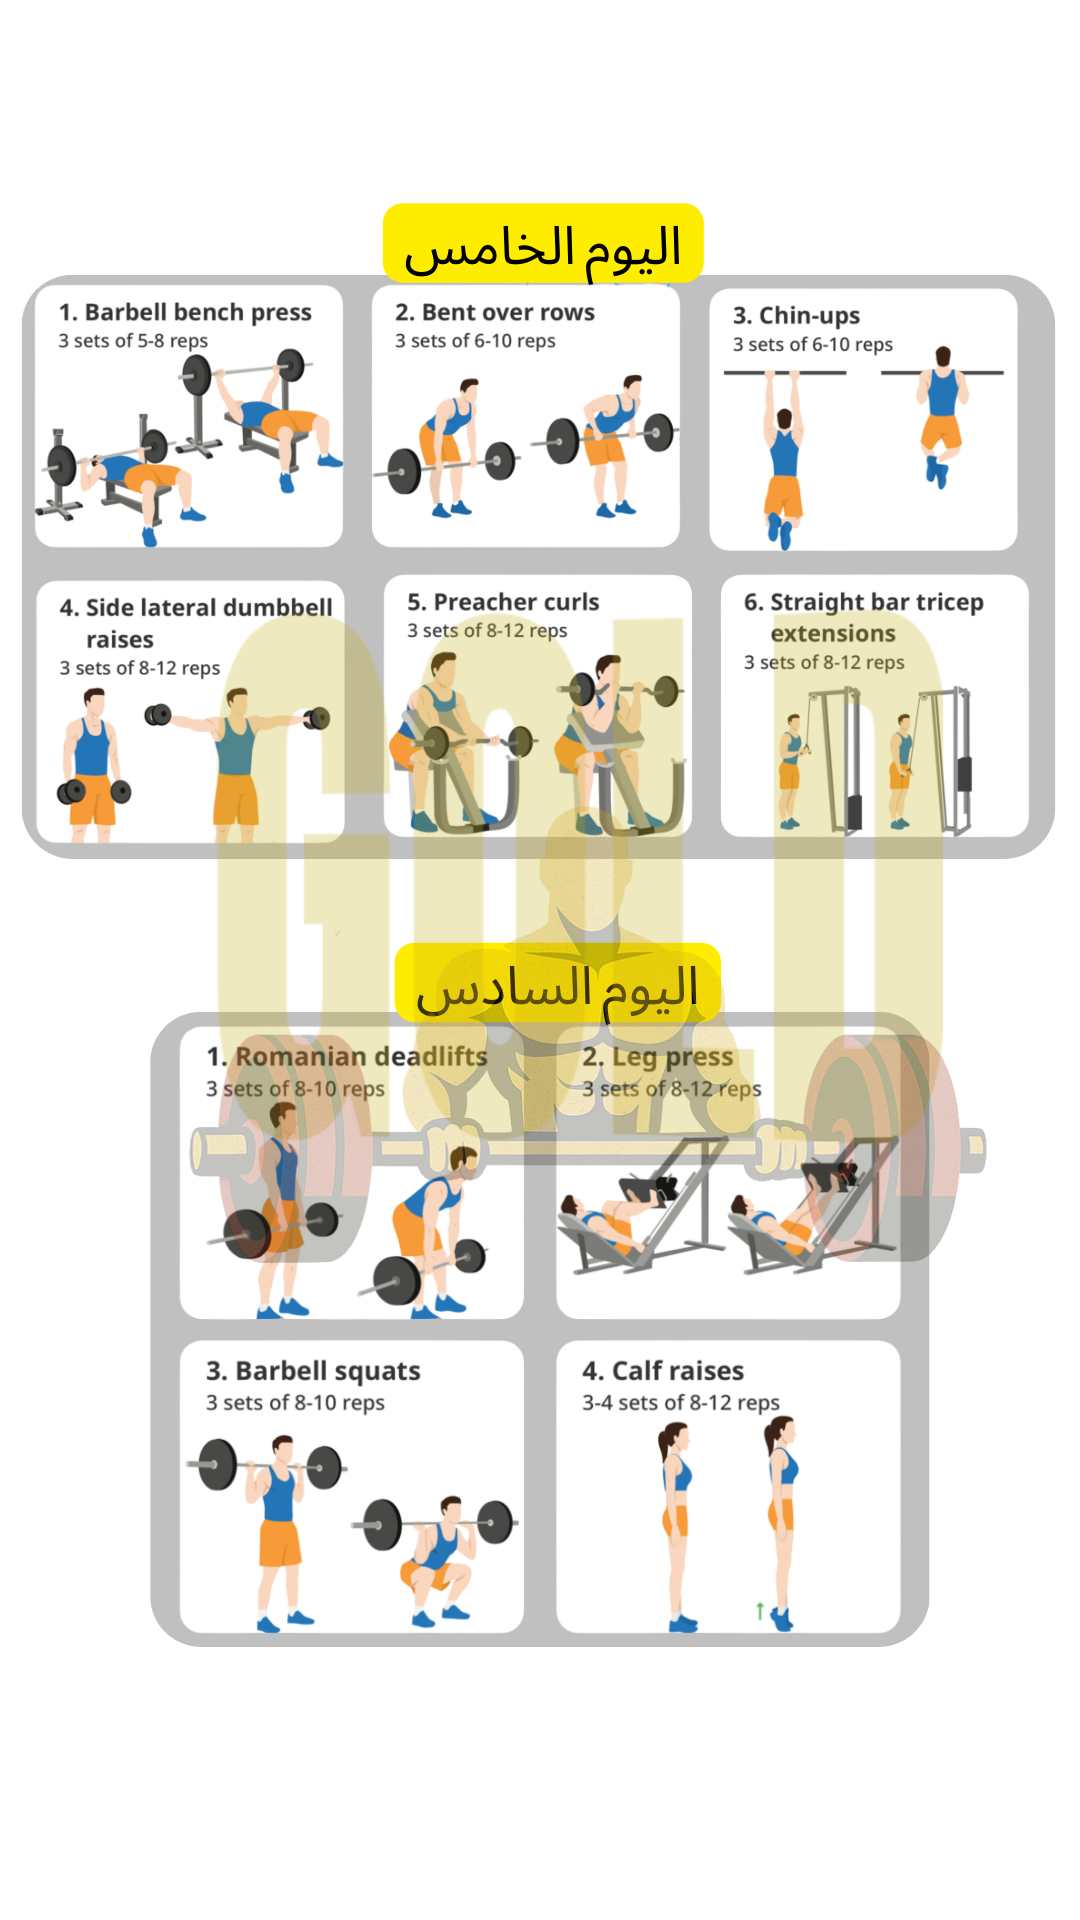 اليوم الخامس
1. Barbell bench press
3 sets of 5-8 reps
2. Bent over rows
3 sets of 6-10 reps
3. Chin-ups
3 sets of 6-10 reps
4. Side lateral dumbbell
raises
3 sets of 8-12 reps
5. Preacher curls
3 sets of 8-12 reps
6. Straight bar tricep
extensions
3 sets of 8-12 reps
GOLD
اليوم السادس
1. Romanian deadlifts
3 sets of 8-10 reps
2. Leg press
3 sets of 8-12 reps
3. Barbell squats
3 sets of 8-10 reps
4. Calf raises
3-4 sets of 8-12 reps